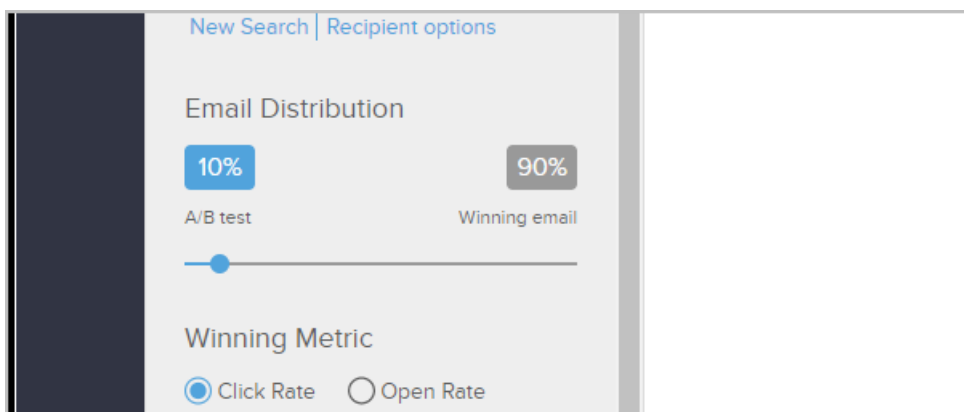 New Search | Recipient options
Email Distribution
10% 90%
A/B test Winning email
Winning Metric
Click Rate Open Rate